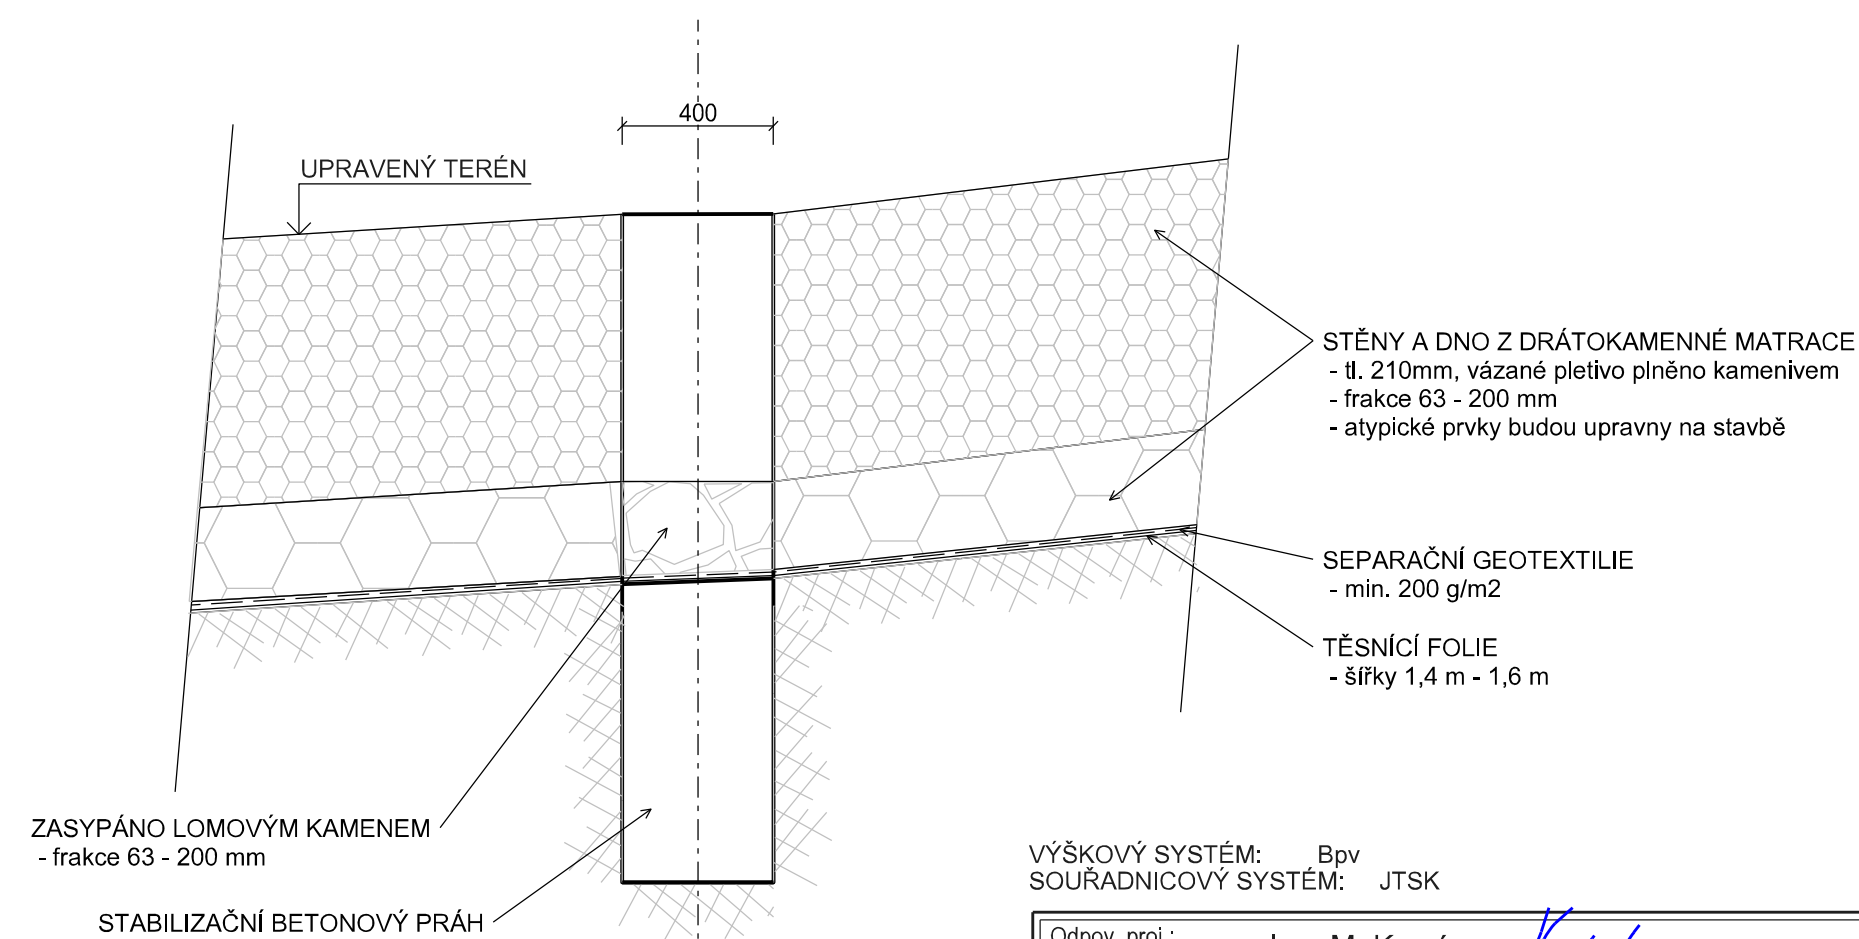 400
UPRAVENÝ TERÉN
STĚNY A DNO Z DRÁTOKAMENNÉ MATRACE
- tl. 210mm, vázané pletivo plněno kamenivem
- frakce 63 - 200 mm
- atypické prvky budou upravny na stavbě
SEPARAČNÍ GEOTEXTILIE
- min. 200 g/m2
TĚSNÍCÍ FOLIE
- šířky 1,4 m - 1,6 m
ZASYPÁNO LOMOVÝM KAMENEM
- frakce 63 - 200 mm
STABILIZAČNÍ BETONOVÝ PRÁH
VÝŠKOVÝ SYSTÉM: Bpv
SOUŘADNICOVÝ SYSTÉM: JTSK
Odpov. proj.: